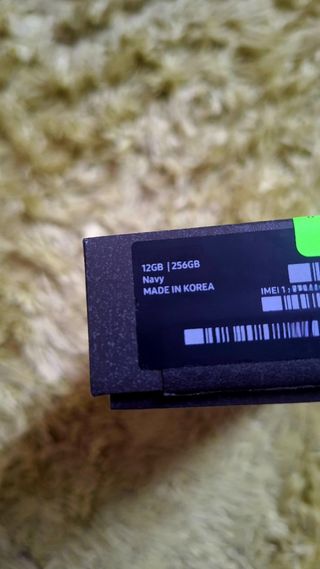 12GB | 256GB
Navy
MADE IN KOREA
IMEI 1 :